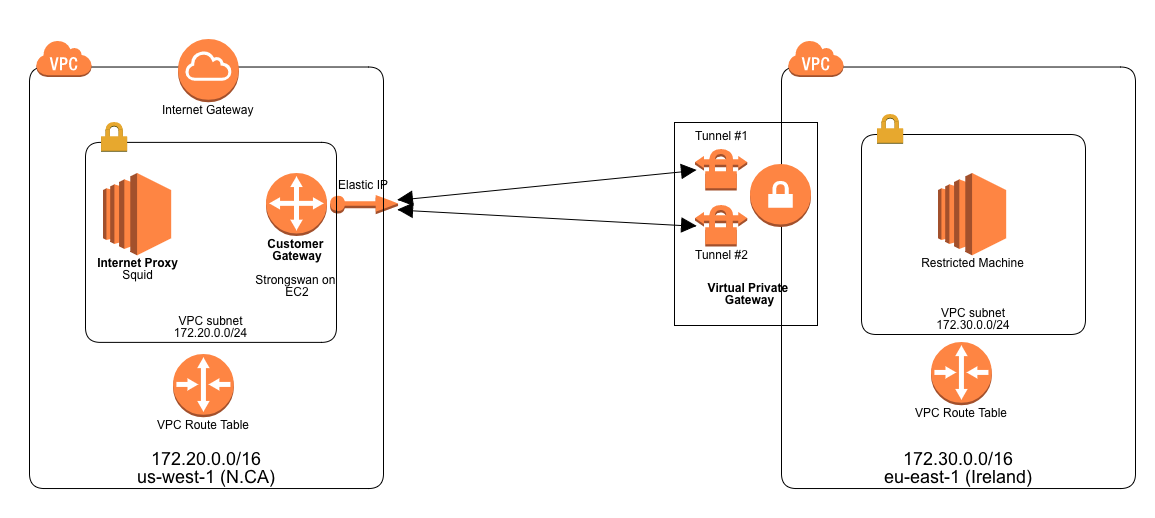 VPC
Internet Gateway
Elastic IP
Customer
Gateway
Strongswan on
EC2
Internet Proxy
Squid
VPC subnet
172.20.0.0/24
VPC Route Table
172.20.0.0/16
us-west-1 (N.CA)
Tunnel #1
Tunnel #2
Virtual Private
Gateway
VPC
Restricted Machine
VPC subnet
172.30.0.0/24
VPC Route Table
172.30.0.0/16
eu-east-1 (Ireland)